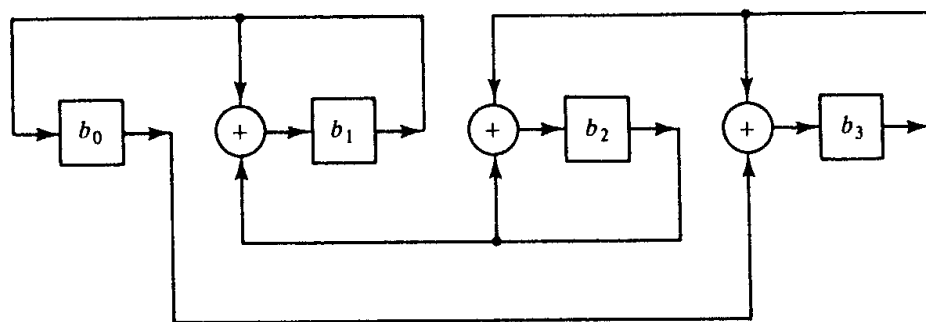 b₀ + b₁ + b₂ + b₃